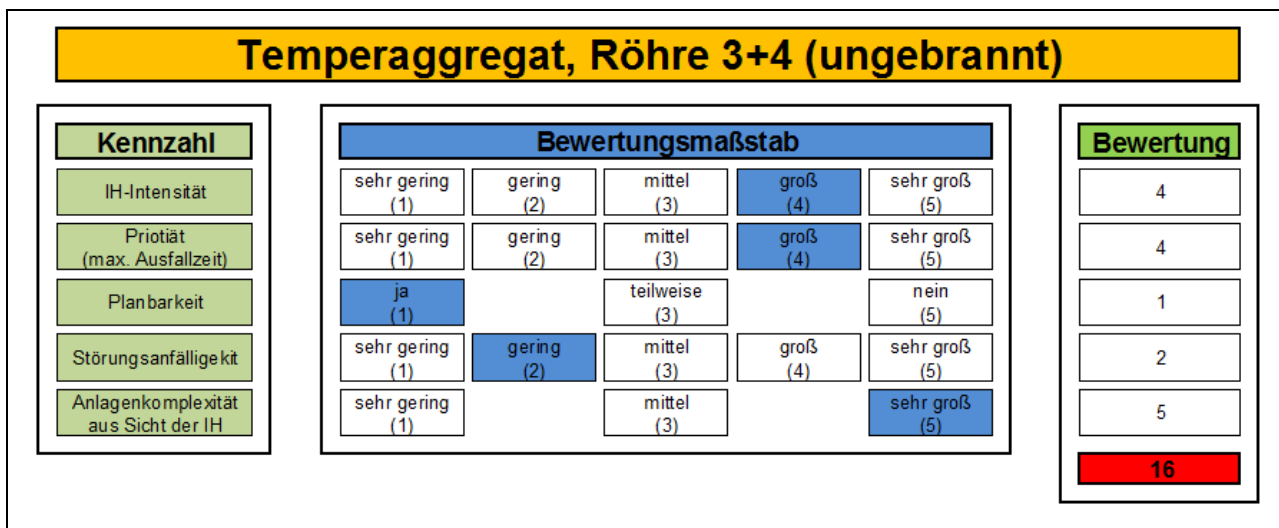 Temperaggregat, Röhre 3+4 (ungebrannt)
Kennzahl
Bewertungsmaßstab
Bewertung
IH-Intensität
sehr gering
(1)
gering
(2)
mittel
(3)
groß
(4)
sehr groß
(5)
4
Priotiät
(max. Ausfallzeit)
sehr gering
(1)
gering
(2)
mittel
(3)
groß
(4)
sehr groß
(5)
4
Planbarkeit
ja
(1)
teilweise
(3)
nein
(5)
1
Störungsanfälligekit
sehr gering
(1)
gering
(2)
mittel
(3)
groß
(4)
sehr groß
(5)
2
Anlagenkomplexität
aus Sicht der IH
sehr gering
(1)
mittel
(3)
sehr groß
(5)
5
16